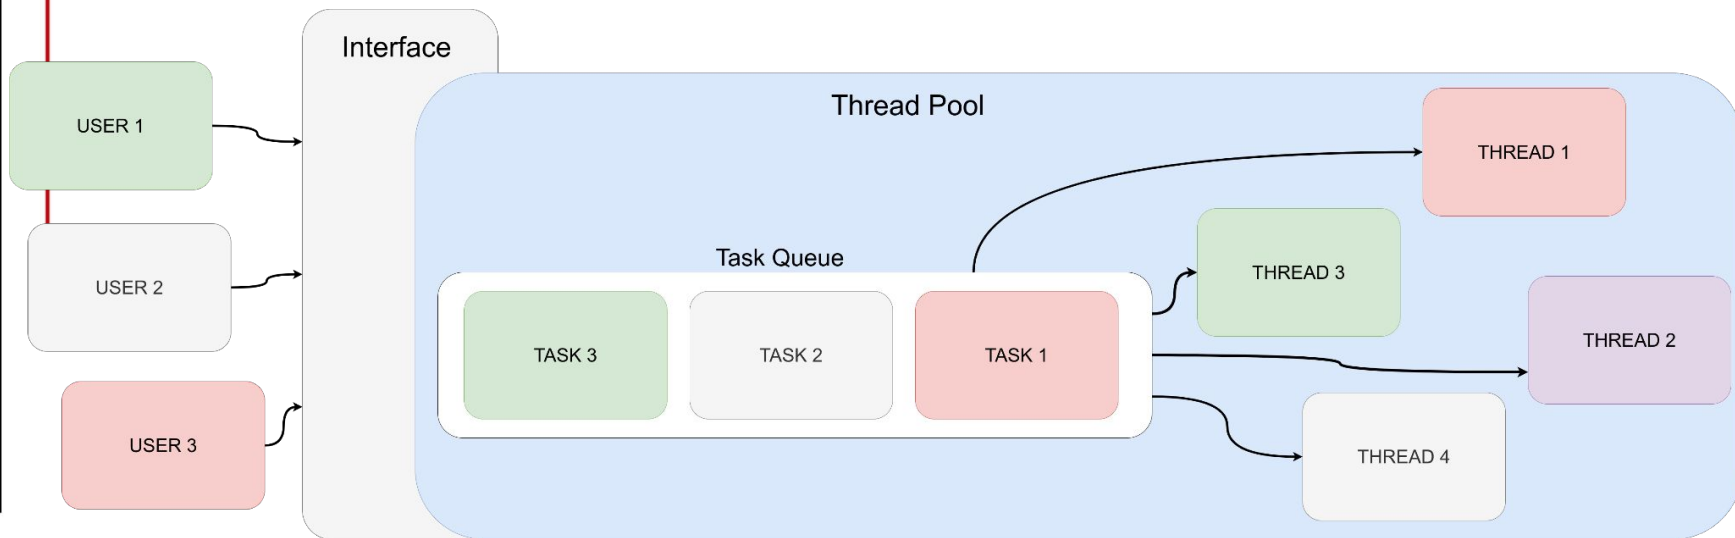 Interface
Thread Pool
USER 1
USER 2
USER 3
Task Queue
TASK 3
TASK 2
TASK 1
THREAD 1
THREAD 3
THREAD 2
THREAD 4